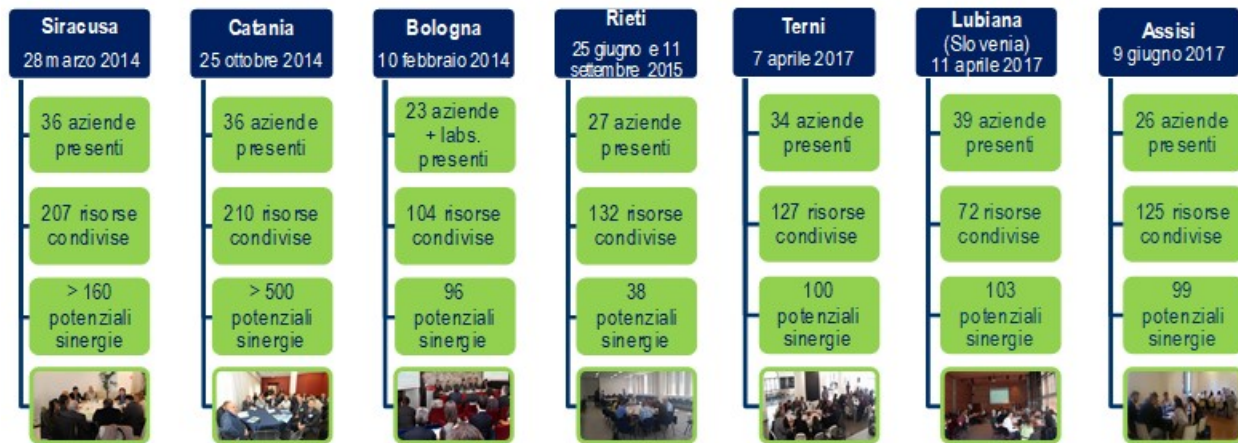 Siracusa
28 marzo 2014
36 aziende
presenti
207 risorse
condivise
> 160
potenziali
sinergie
Catania
25 ottobre 2014
36 aziende
presenti
210 risorse
condivise
> 500
potenziali
sinergie
Bologna
10 febbraio 2014
23 aziende
+ labs.
presenti
104 risorse
condivise
96
potenziali
sinergie
Rieti
25 giugno e 11
settembre 2015
27 aziende
presenti
132 risorse
condivise
38
potenziali
sinergie
Terni
7 aprile 2017
34 aziende
presenti
127 risorse
condivise
100
potenziali
sinergie
Lubiana
(Slovenia)
11 aprile 2017
39 aziende
presenti
72 risorse
condivise
103
potenziali
sinergie
Assisi
9 giugno 2017
26 aziende
presenti
125 risorse
condivise
99
potenziali
sinergie